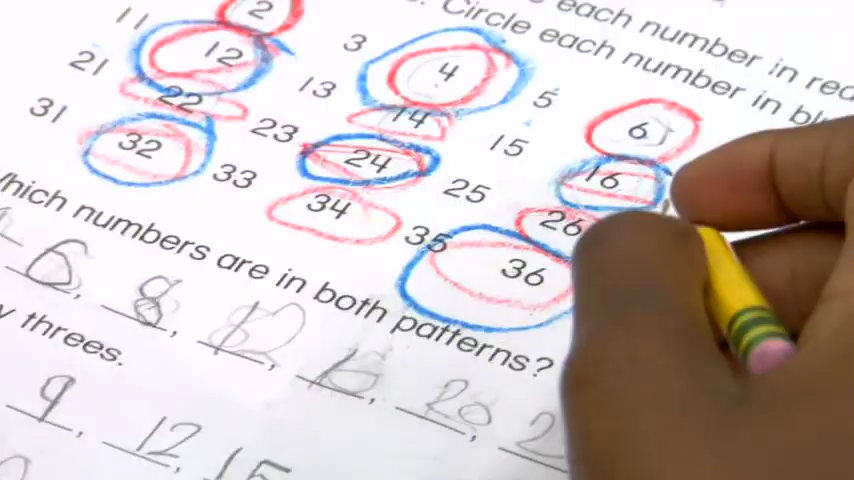 each number in red
Circle each number in bl
2 3 4 5 6
11 12 13 14 15 16
21 22 23 24 25 26
31 32 33 34 35 36
Which numbers are in both patterns?
6, 8, 12, 16, 20, 2
y threes.
9, 12, 15